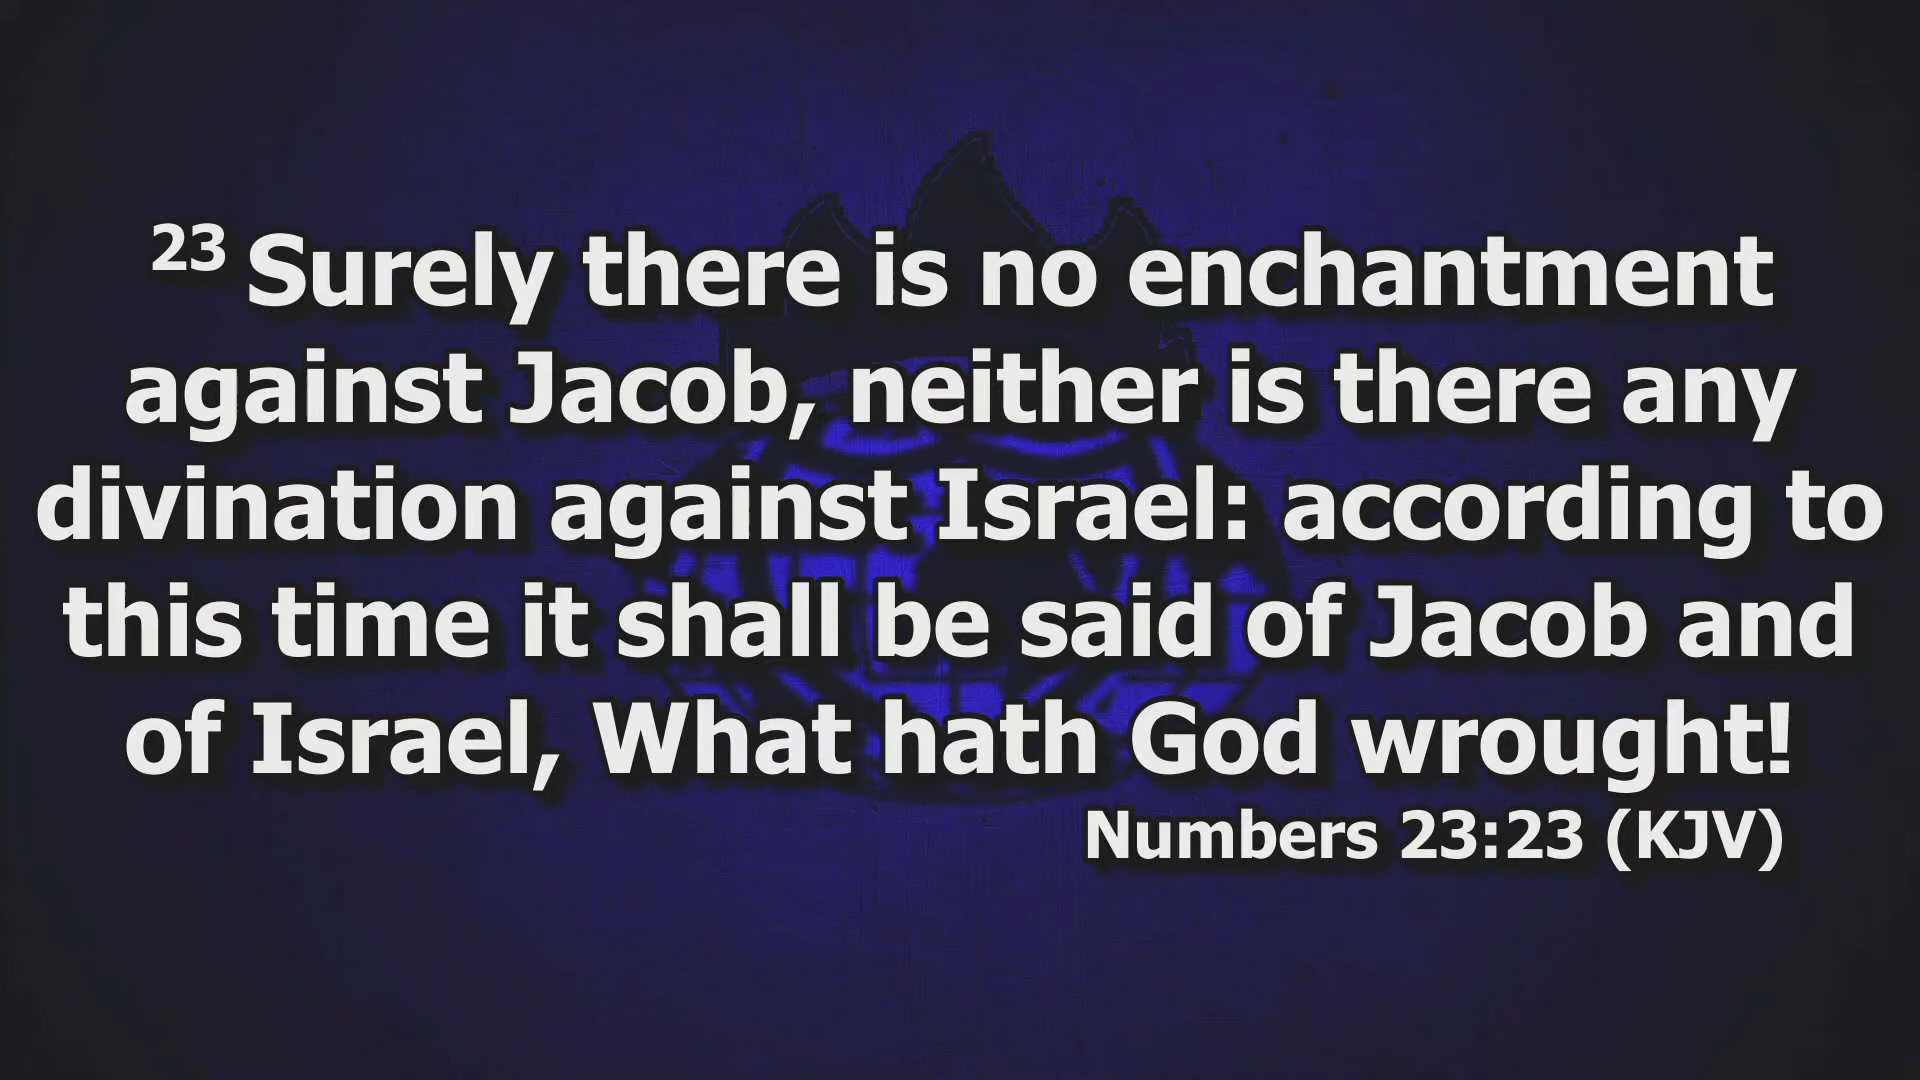 23 Surely there is no enchantment
against Jacob, neither is there any
divination against Israel: according to
this time it shall be said of Jacob and
of Israel, What hath God wrought!
Numbers 23:23 (KJV)